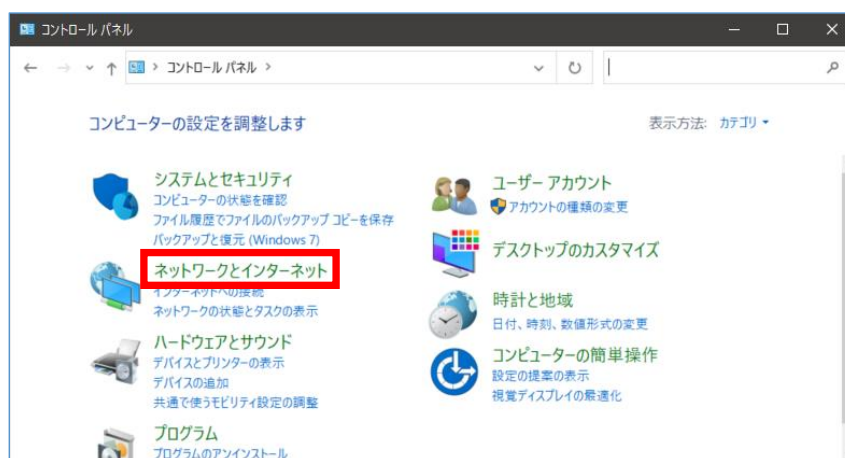 コントロール パネル
コントロール パネル
コンピューターの設定を調整します
表示方法: カテゴリ
システムとセキュリティ
コンピューターの状態を確認
ファイル履歴でファイルのバックアップ コピーを保存
バックアップと復元 (Windows 7)
ネットワークとインターネット
インターネットへの接続
ネットワークの状態とタスクの表示
ハードウェアとサウンド
デバイスとプリンターの表示
デバイスの追加
共通で使うモビリティ設定の調整
プログラム
プログラムのアンインストール
ユーザー アカウント
アカウントの種類の変更
デスクトップのカスタマイズ
時計と地域
日付、時刻、数値形式の変更
コンピューターの簡単操作
設定の提案の表示
視覚ディスプレイの最適化